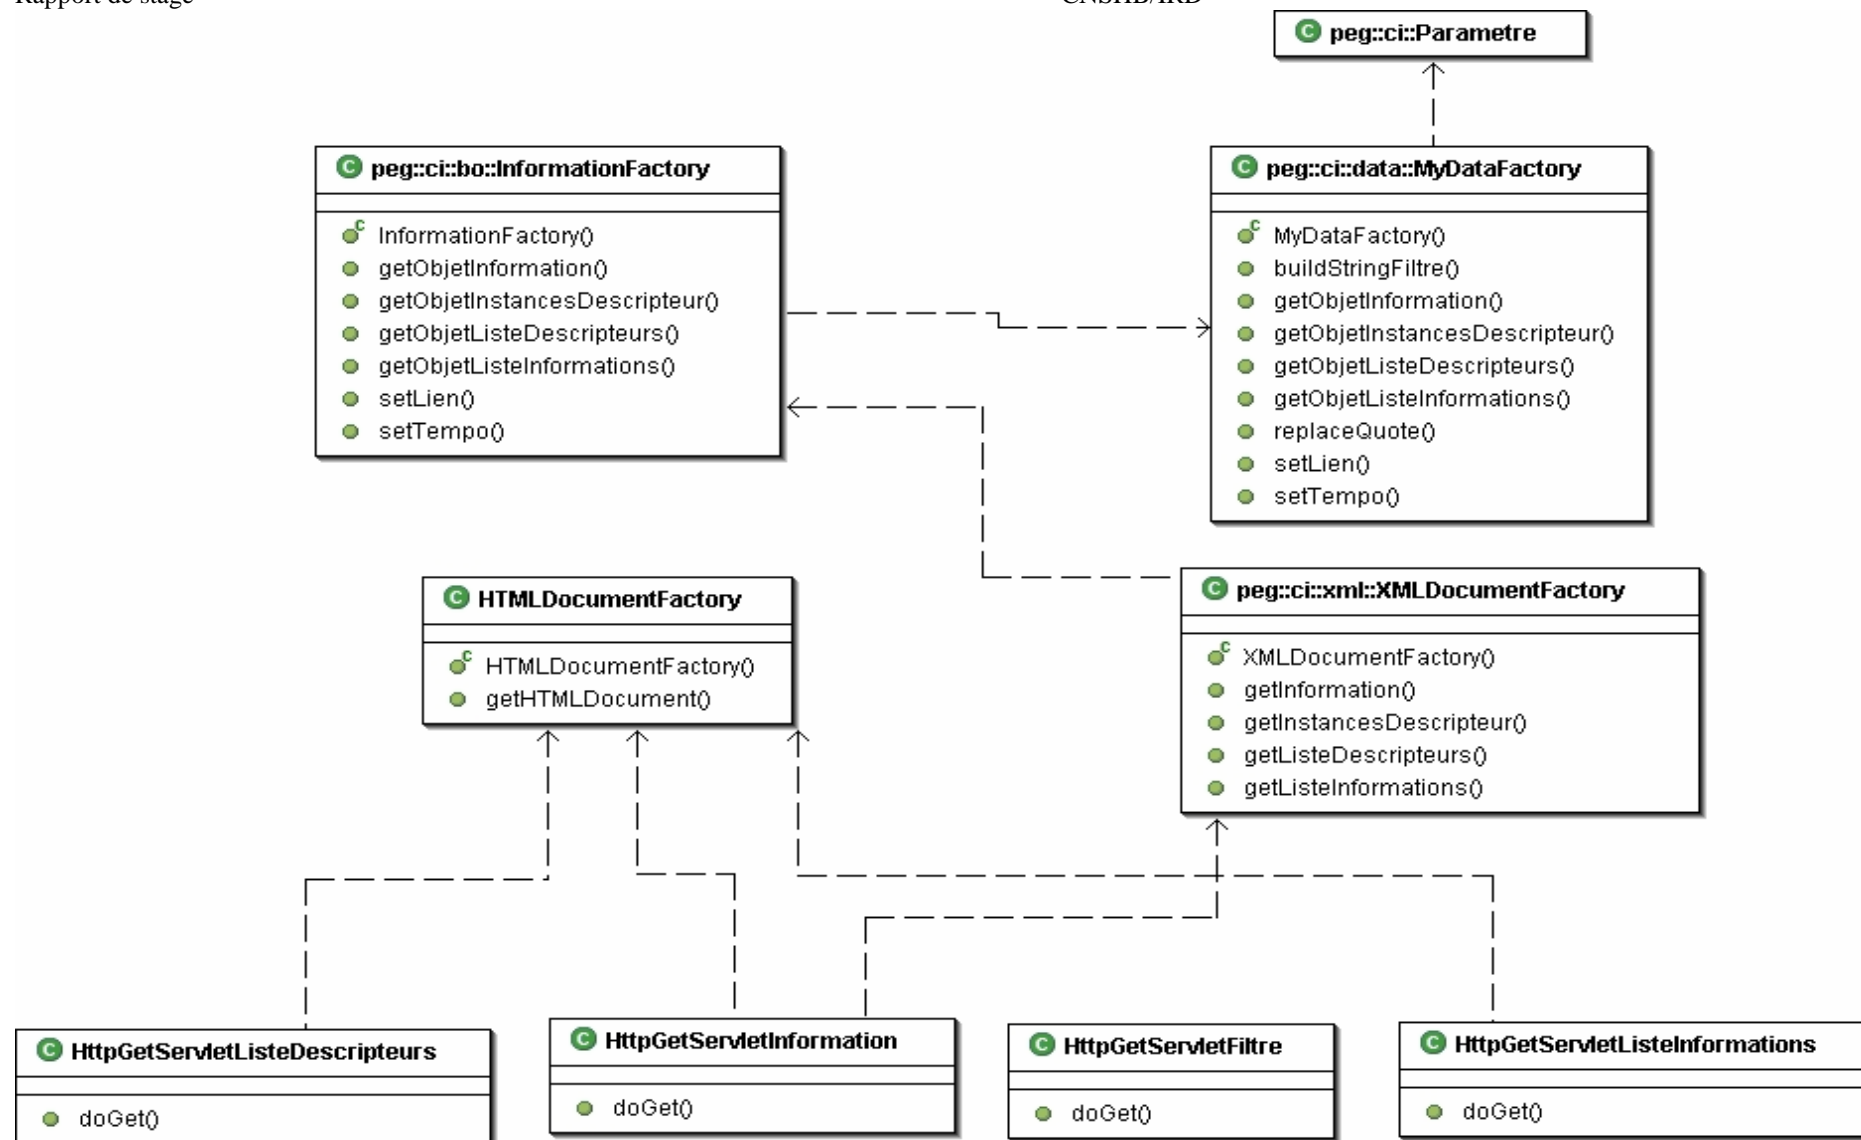 Rapport de stage
CNSHB/IRD
C peg::ci::Parametre
C peg::ci::bo::InformationFactory
C InformationFactory()
getObjetInformation()
getObjetInstancesDescripteur()
getObjetListeDescripteurs()
getObjetListeInformations()
setLien()
setTempo()
C peg::ci::data::MyDataFactory
C MyDataFactory()
buildStringFiltre()
getObjetInformation()
getObjetInstancesDescripteur()
getObjetListeDescripteurs()
getObjetListeInformations()
replaceQuote()
setLien()
setTempo()
C HTMLDocumentFactory
C HTMLDocumentFactory()
getHTMLDocument()
C peg::ci::xml::XMLDocumentFactory
C XMLDocumentFactory()
getInformation()
getInstancesDescripteur()
getListeDescripteurs()
getListeInformations()
C HttpGetServletListeDescripteurs
doGet()
C HttpGetServletInformation
doGet()
C HttpGetServletFiltre
doGet()
C HttpGetServletListeInformations
doGet()